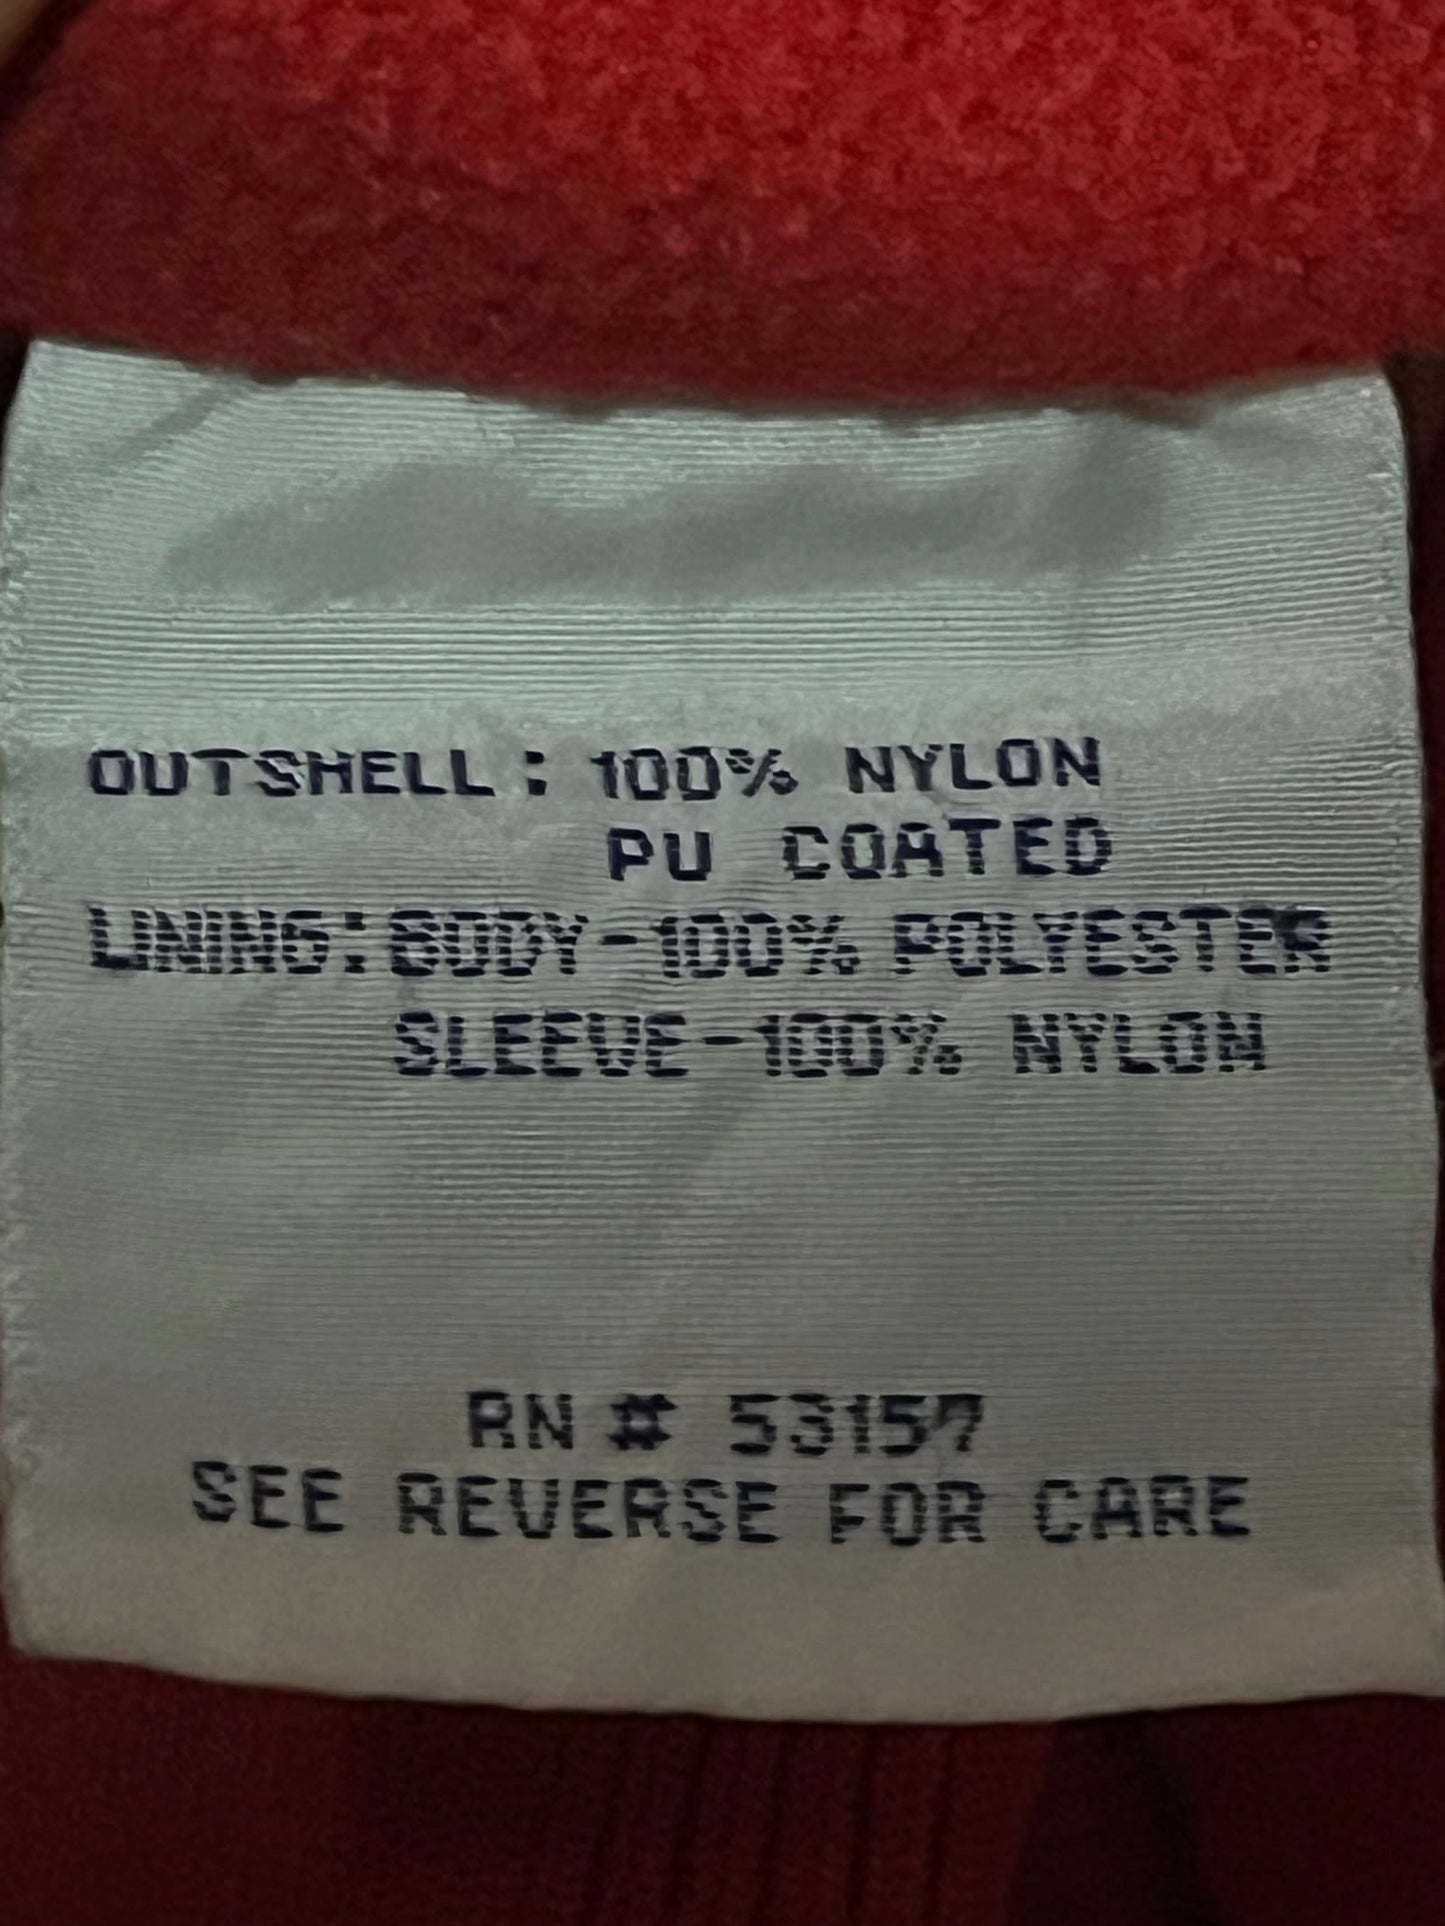 OUTSHELL: 100% NYLON
PU COATED
LINING: BODY-100% POLYESTER
SLEEVE-100% NYLON
RN # 53157
SEE REVERSE FOR CARE